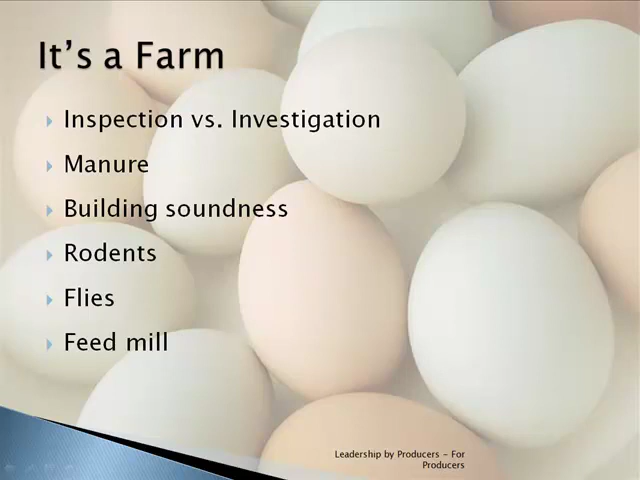 It's a Farm
Inspection vs. Investigation
Manure
Building soundness
Rodents
Flies
Feed mill
Leadership by Producers - For
Producers